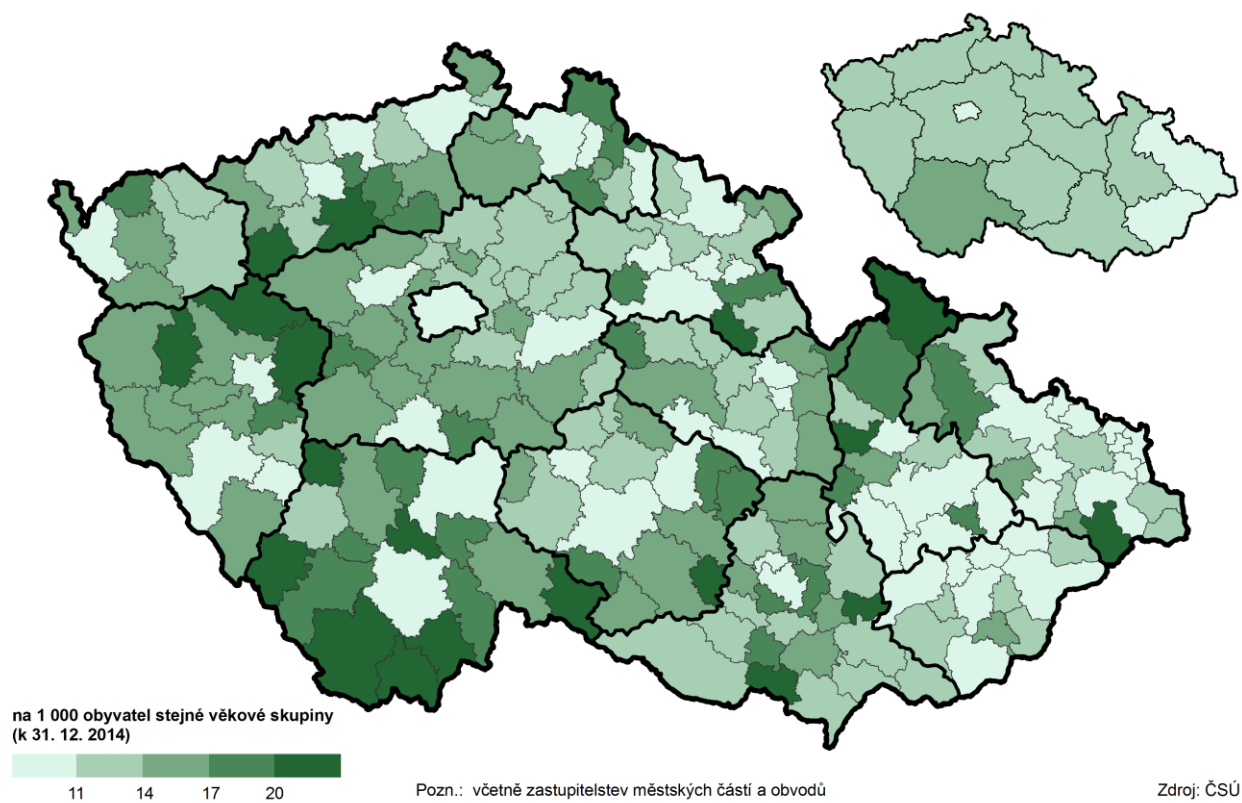 na 1 000 obyvatel stejné věkové skupiny
(k 31. 12. 2014)
11 14 17 20
Pozn.: včetně zastupitelstev městských částí a obvodů
Zdroj: ČSÚ